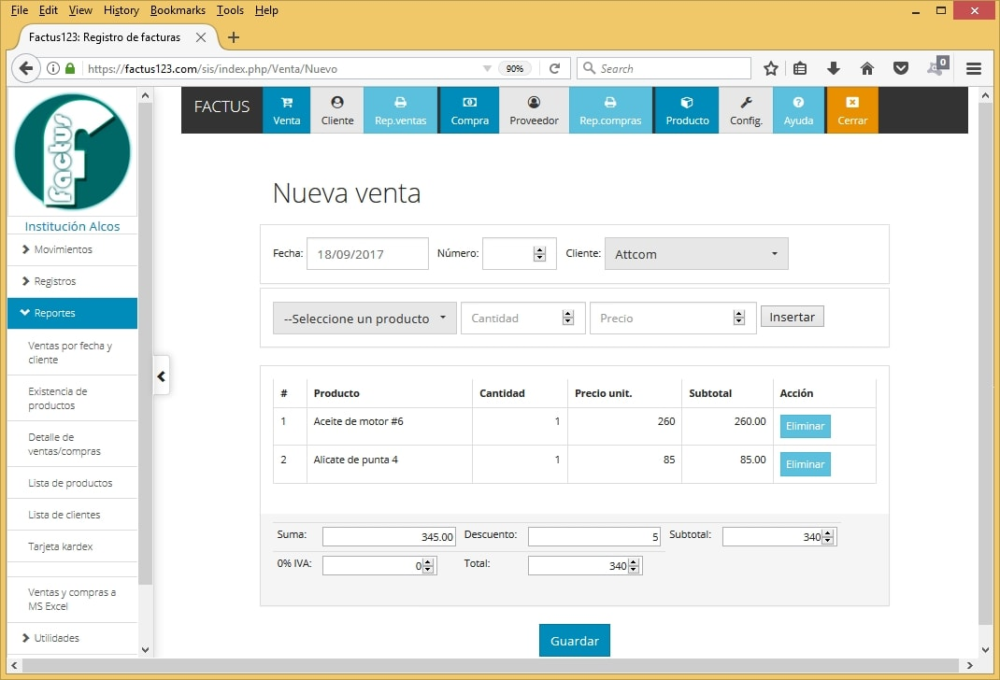 File Edit View History Bookmarks Tools Help
Factus123: Registro de facturas
https://factus123.com/sis/index.php/Venta/Nuevo 90% Search 0
factus
Institución Alcos
Movimientos
Registros
Reportes
Ventas por fecha y
cliente
Existencia de
productos
Detalle de
ventas/compras
Lista de productos
Lista de clientes
Tarjeta kardex
Ventas y compras a
MS Excel
Utilidades
FACTUS Venta Cliente Rep.ventas Compra Proveedor Rep.compras Producto Config. Ayuda Cerrar
Nueva venta
Fecha: 18/09/2017 Número: Cliente: Attcom
--Seleccione un producto Cantidad Precio Insertar
# Producto Cantidad Precio unit. Subtotal Acción
1 Aceite de motor #6 1 260 260.00 Eliminar
2 Alicate de punta 4 1 85 85.00 Eliminar
Suma: 345.00 Descuento: 5 Subtotal: 340
0% IVA: 0 Total: 340
Guardar